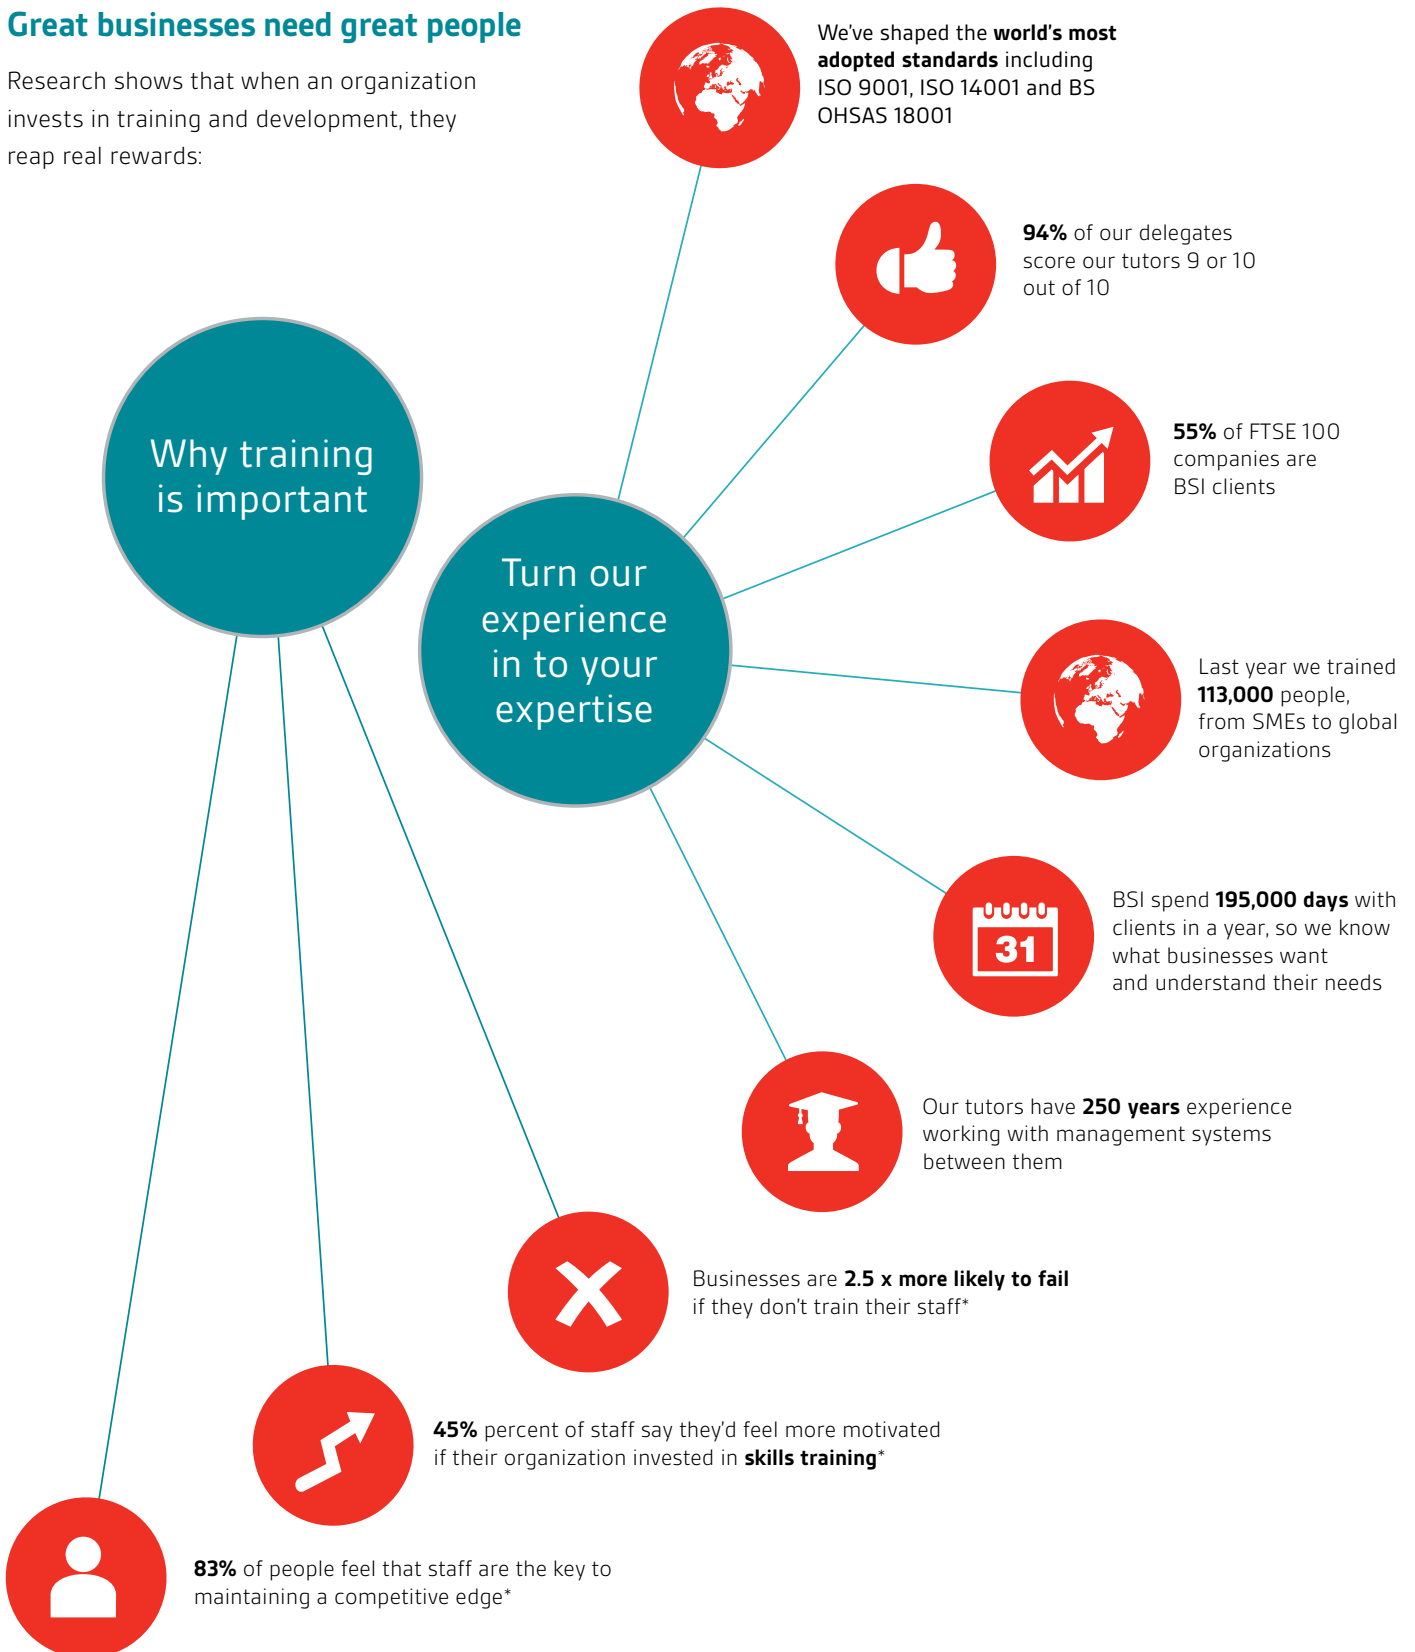 Great businesses need great people
Research shows that when an organization
invests in training and development, they
reap real rewards:
We've shaped the world's most
adopted standards including
ISO 9001, ISO 14001 and BS
OHSAS 18001
94% of our delegates
score our tutors 9 or 10
out of 10
55% of FTSE 100
companies are
BSI clients
Why training
is important
Turn our
experience
in to your
expertise
Last year we trained
113,000 people,
from SMEs to global
organizations
31
BSI spend 195,000 days with
clients in a year, so we know
what businesses want
and understand their needs
Our tutors have 250 years experience
working with management systems
between them
Businesses are 2.5 x more likely to fail
if they don't train their staff*
45% percent of staff say they'd feel more motivated
if their organization invested in skills training*
83% of people feel that staff are the key to
maintaining a competitive edge*